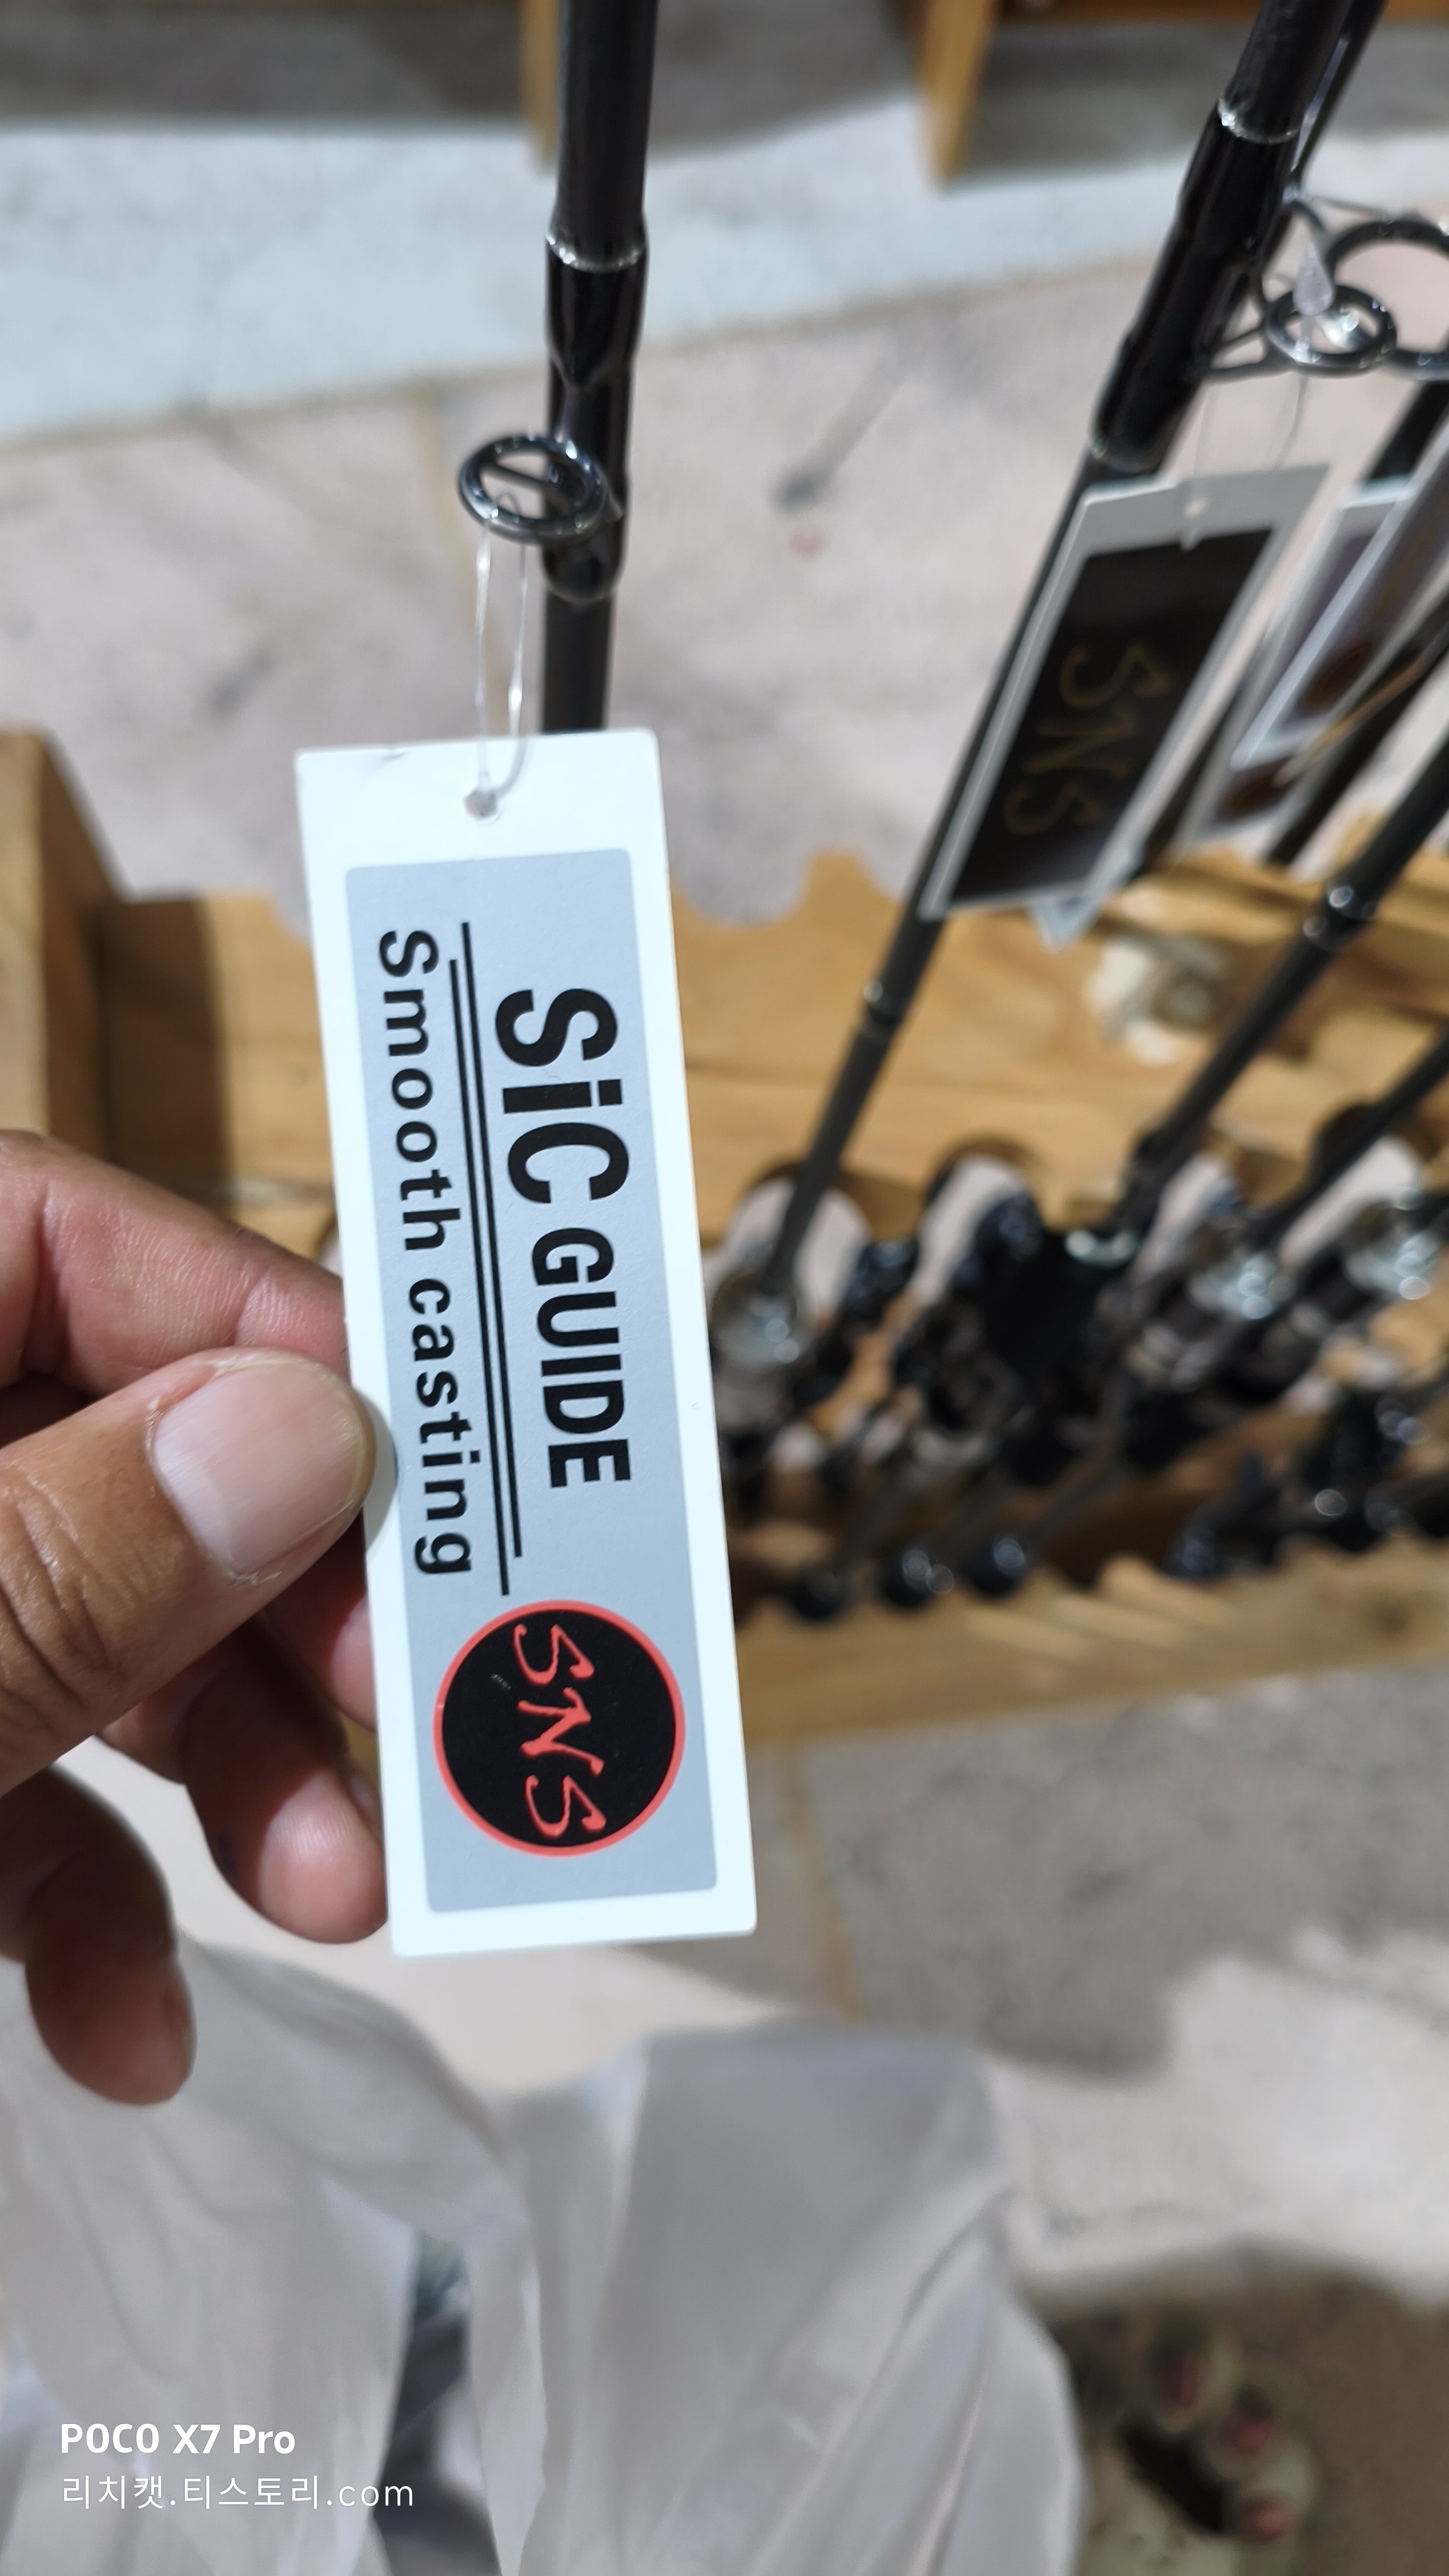 SiC GUIDE
Smooth casting
SNS
SNS
POCO X7 Pro
리치캣.티스토리.com